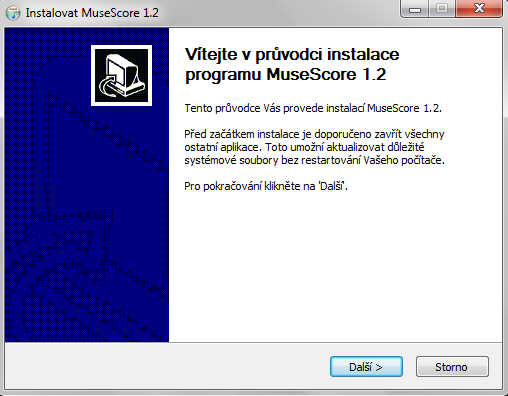 Instalovat MuseScore 1.2
Vítejte v průvodci instalace
programu MuseScore 1.2
Tento průvodce Vás provede instalací MuseScore 1.2.
Před začátkem instalace je doporučeno zavřít všechny
ostatní aplikace. Toto umožní aktualizovat důležité
systémové soubory bez restartování Vašeho počítače.
Pro pokračování klikněte na 'Další'.
Další >
Storno